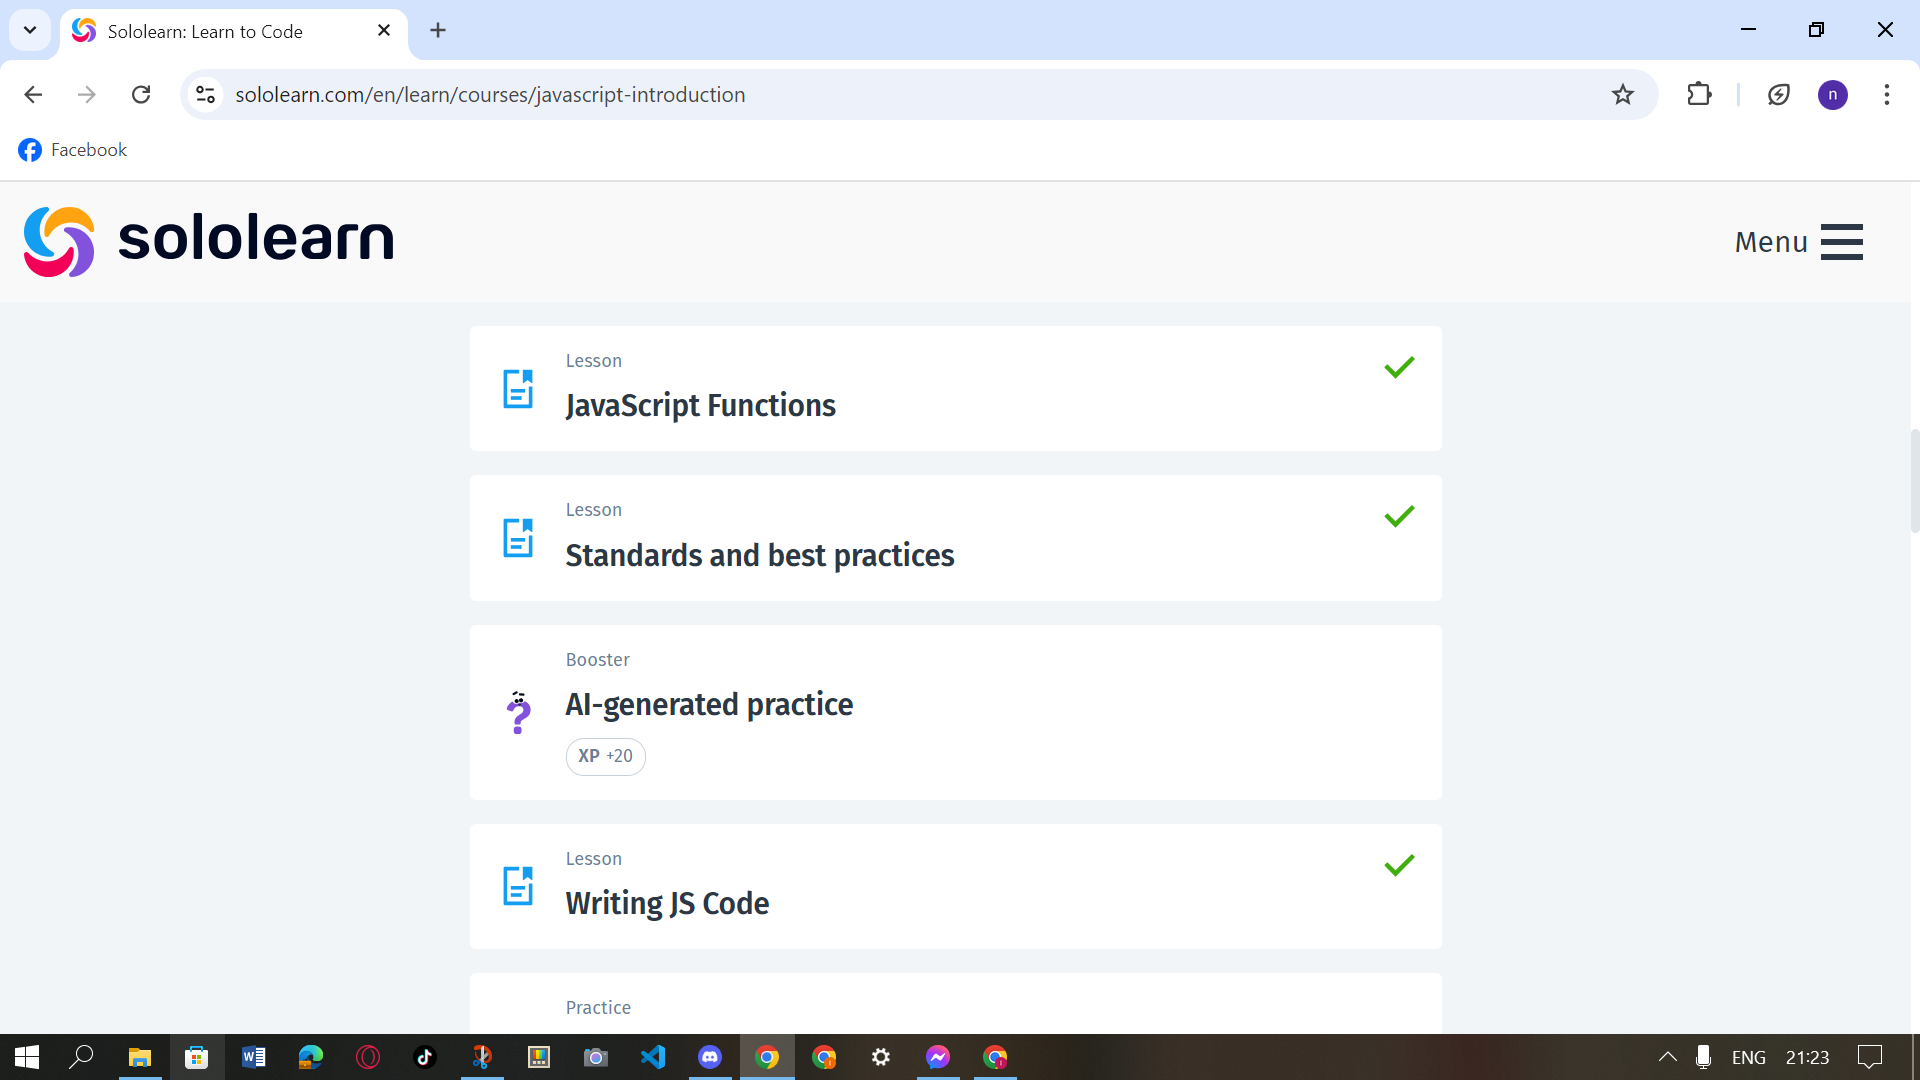 Sololearn: Learn to Code
sololearn.com/en/learn/courses/javascript-introduction
n
Facebook
sololearn
Menu
Lesson
JavaScript Functions
Lesson
Standards and best practices
Booster
AI-generated practice
XP +20
Lesson
Writing JS Code
Practice
ENG 21:23